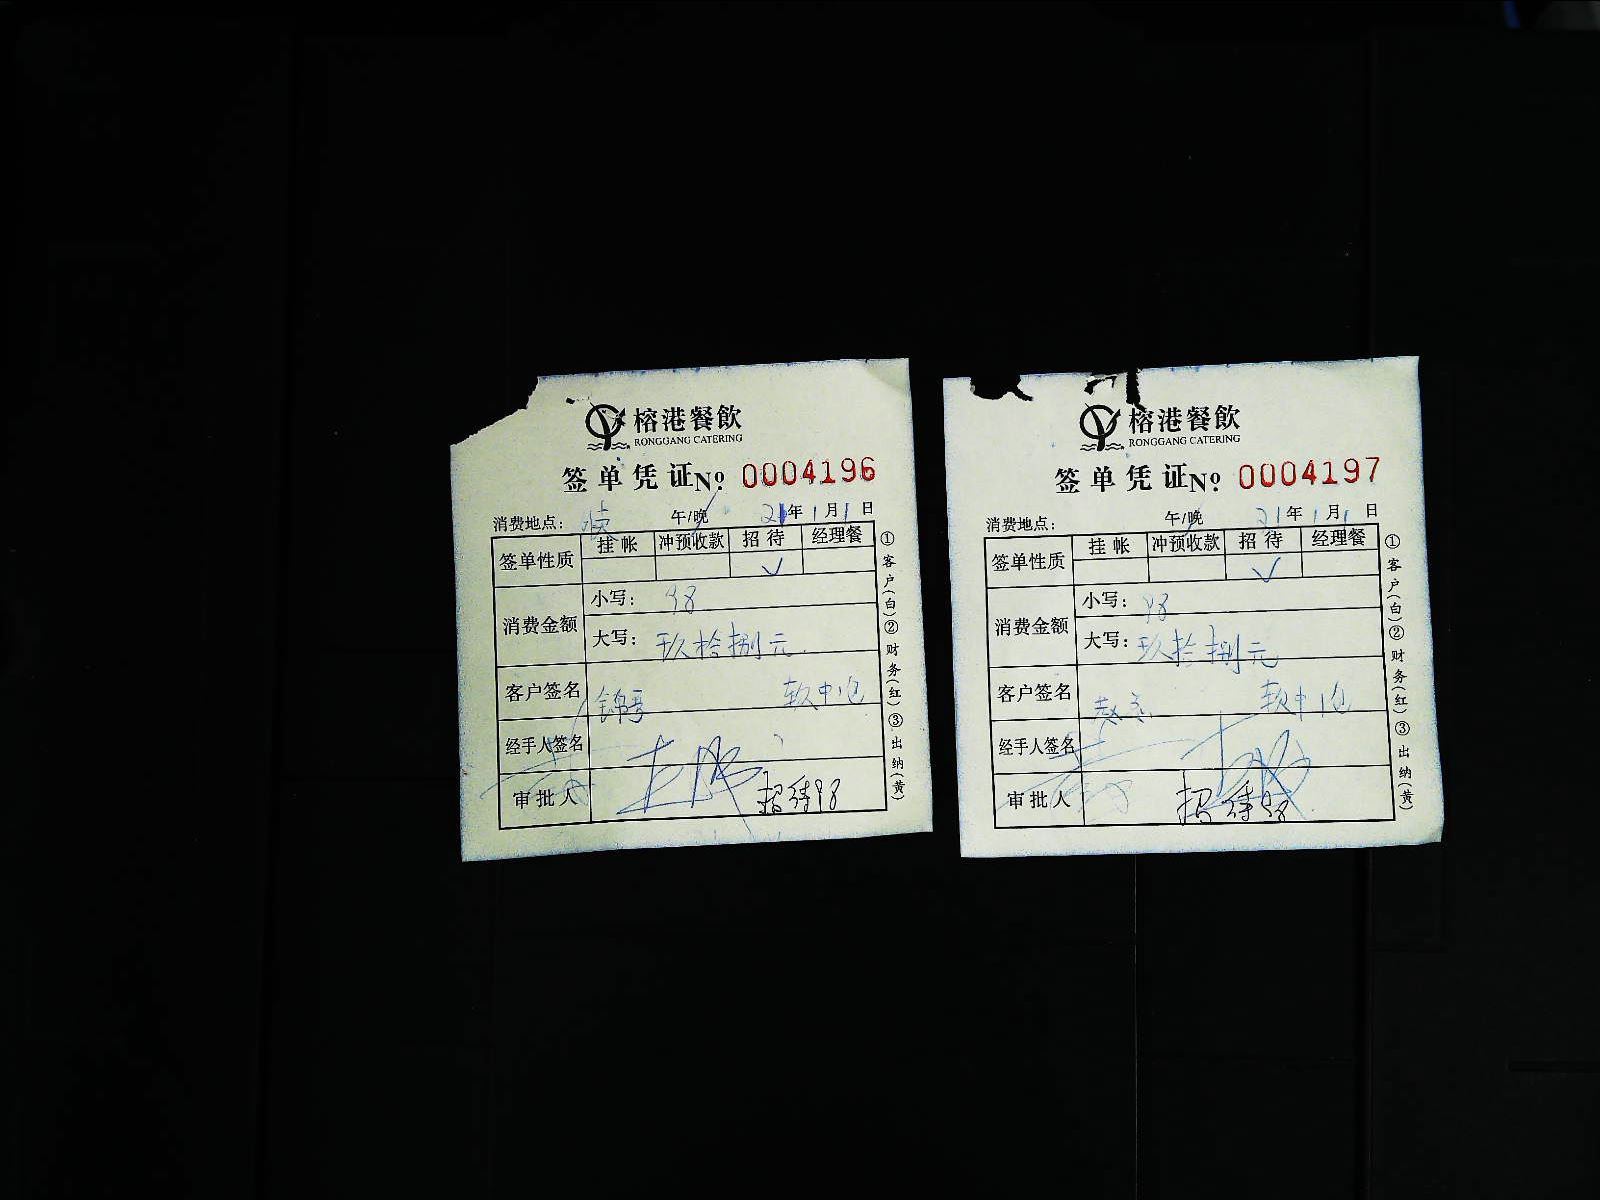 榕港餐飲
RONGGANG CATERING
签单凭证 No 0004196
消费地点： 午/晚 21年1月1日
签单性质 挂帐 冲预收款 招待 经理餐
✓
消费金额 小写： 98
大写： 玖拾捌元
客户签名 软中1包
经手人签名
审批人 招待98
①客户(白)②财务(红)③出纳(黄)
榕港餐飲
RONGGANG CATERING
签单凭证 No 0004197
消费地点： 午/晚 21年1月1日
签单性质 挂帐 冲预收款 招待 经理餐
✓
消费金额 小写： 98
大写： 玖拾捌元
客户签名 软中1包
经手人签名
审批人 招待98
①客户(白)②财务(红)③出纳(黄)